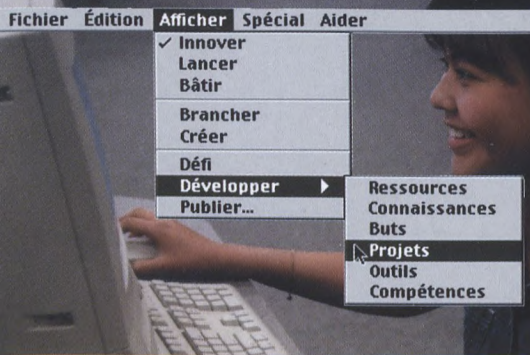 Fichier Édition Afficher Spécial Aider
✓ Innover
Lancer
Bâtir
Brancher
Créer
Défi
Développer
Publier...
Ressources
Connaissances
Buts
Projets
Outils
Compétences